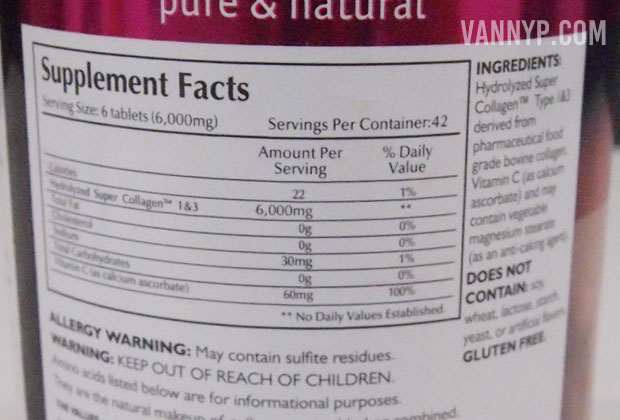 pure & natural
VANNYP.COM
Supplement Facts
Serving Size: 6 tablets (6,000mg)
Servings Per Container:42
Amount Per Serving
% Daily Value
Calories 22 1%
Hydrolyzed Super Collagen™ 1&3 6,000mg **
Total Fat 0g 0%
Cholesterol 0g 0%
Sodium 30mg 1%
Total Carbohydrates 0g 0%
Vitamin C (as calcium ascorbate) 60mg 100%
** No Daily Values Established
ALLERGY WARNING: May contain sulfite residues.
WARNING: KEEP OUT OF REACH OF CHILDREN.
Amino acids listed below are for informational purposes.
They are the natural makeup of
combined.
INGREDIENTS:
Hydrolyzed Super
Collagen™ Type 1&3
derived from
pharmaceutical food
grade bovine collagen,
Vitamin C (as calcium
ascorbate) and may
contain vegetable
magnesium stearate
(as an anti-caking agent).
DOES NOT
CONTAIN: soy,
wheat, lactose, starch,
yeast, or artificial flavors
GLUTEN FREE